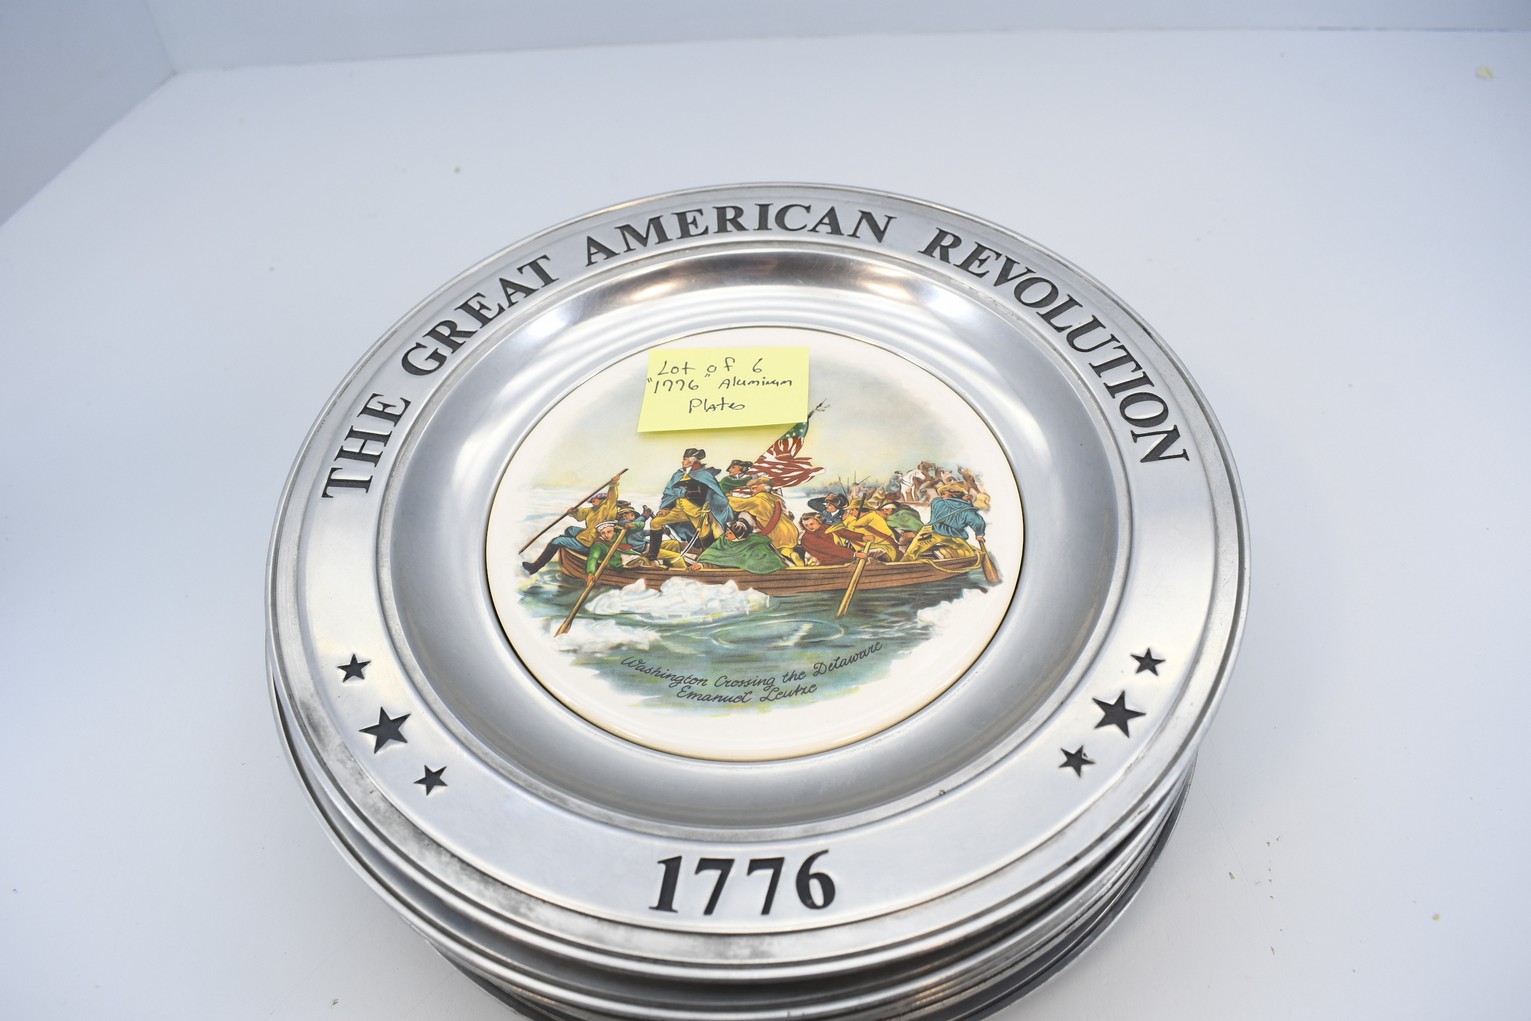 THE GREAT AMERICAN REVOLUTION
Lot of 6
"1776" Aluminum
Plates
Washington Crossing the Delaware
Emanuel Leutze
1776